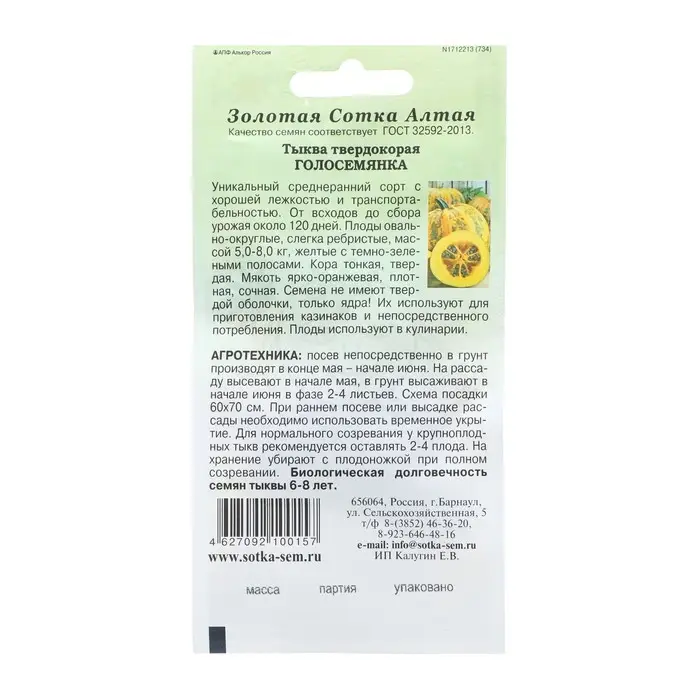 АПФ Алькор Россия
N1712213 (734)
Золотая Сотка Алтая
Качество семян соответствует ГОСТ 32592-2013.
Тыква твердокорая
ГОЛОСЕМЯНКА
Уникальный среднеранний сорт с
хорошей лежкостью и транспорта-
бельностью. От всходов до сбора
урожая около 120 дней. Плоды оваль-
но-округлые, слегка ребристые, мас-
сой 5,0-8,0 кг, желтые с темно-зеле-
ными полосами. Кора тонкая, твер-
дая. Мякоть ярко-оранжевая, плот-
ная, сочная. Семена не имеют твер-
дой оболочки, только ядра! Их используют для
приготовления казинаков и непосредственного
потребления. Плоды используют в кулинарии.
АГРОТЕХНИКА: посев непосредственно в грунт
производят в конце мая – начале июня. На расса-
ду высевают в начале мая, в грунт высаживают в
начале июня в фазе 2-4 листьев. Схема посадки
60х70 см. При раннем посеве или высадке рас-
сады необходимо использовать временное укры-
тие. Для нормального созревания у крупноплод-
ных тыкв рекомендуется оставлять 2-4 плода. На
хранение убирают с плодоножкой при полном
созревании. Биологическая долговечность
семян тыквы 6-8 лет.
4 627092 100157
www.sotka-sem.ru
656064, Россия, г.Барнаул,
ул. Сельскохозяйственная, 5
т/ф 8-(3852) 46-36-20,
8-923-646-48-16
e-mail: info@sotka-sem.ru
ИП Калугин Е.В.
масса партия упаковано